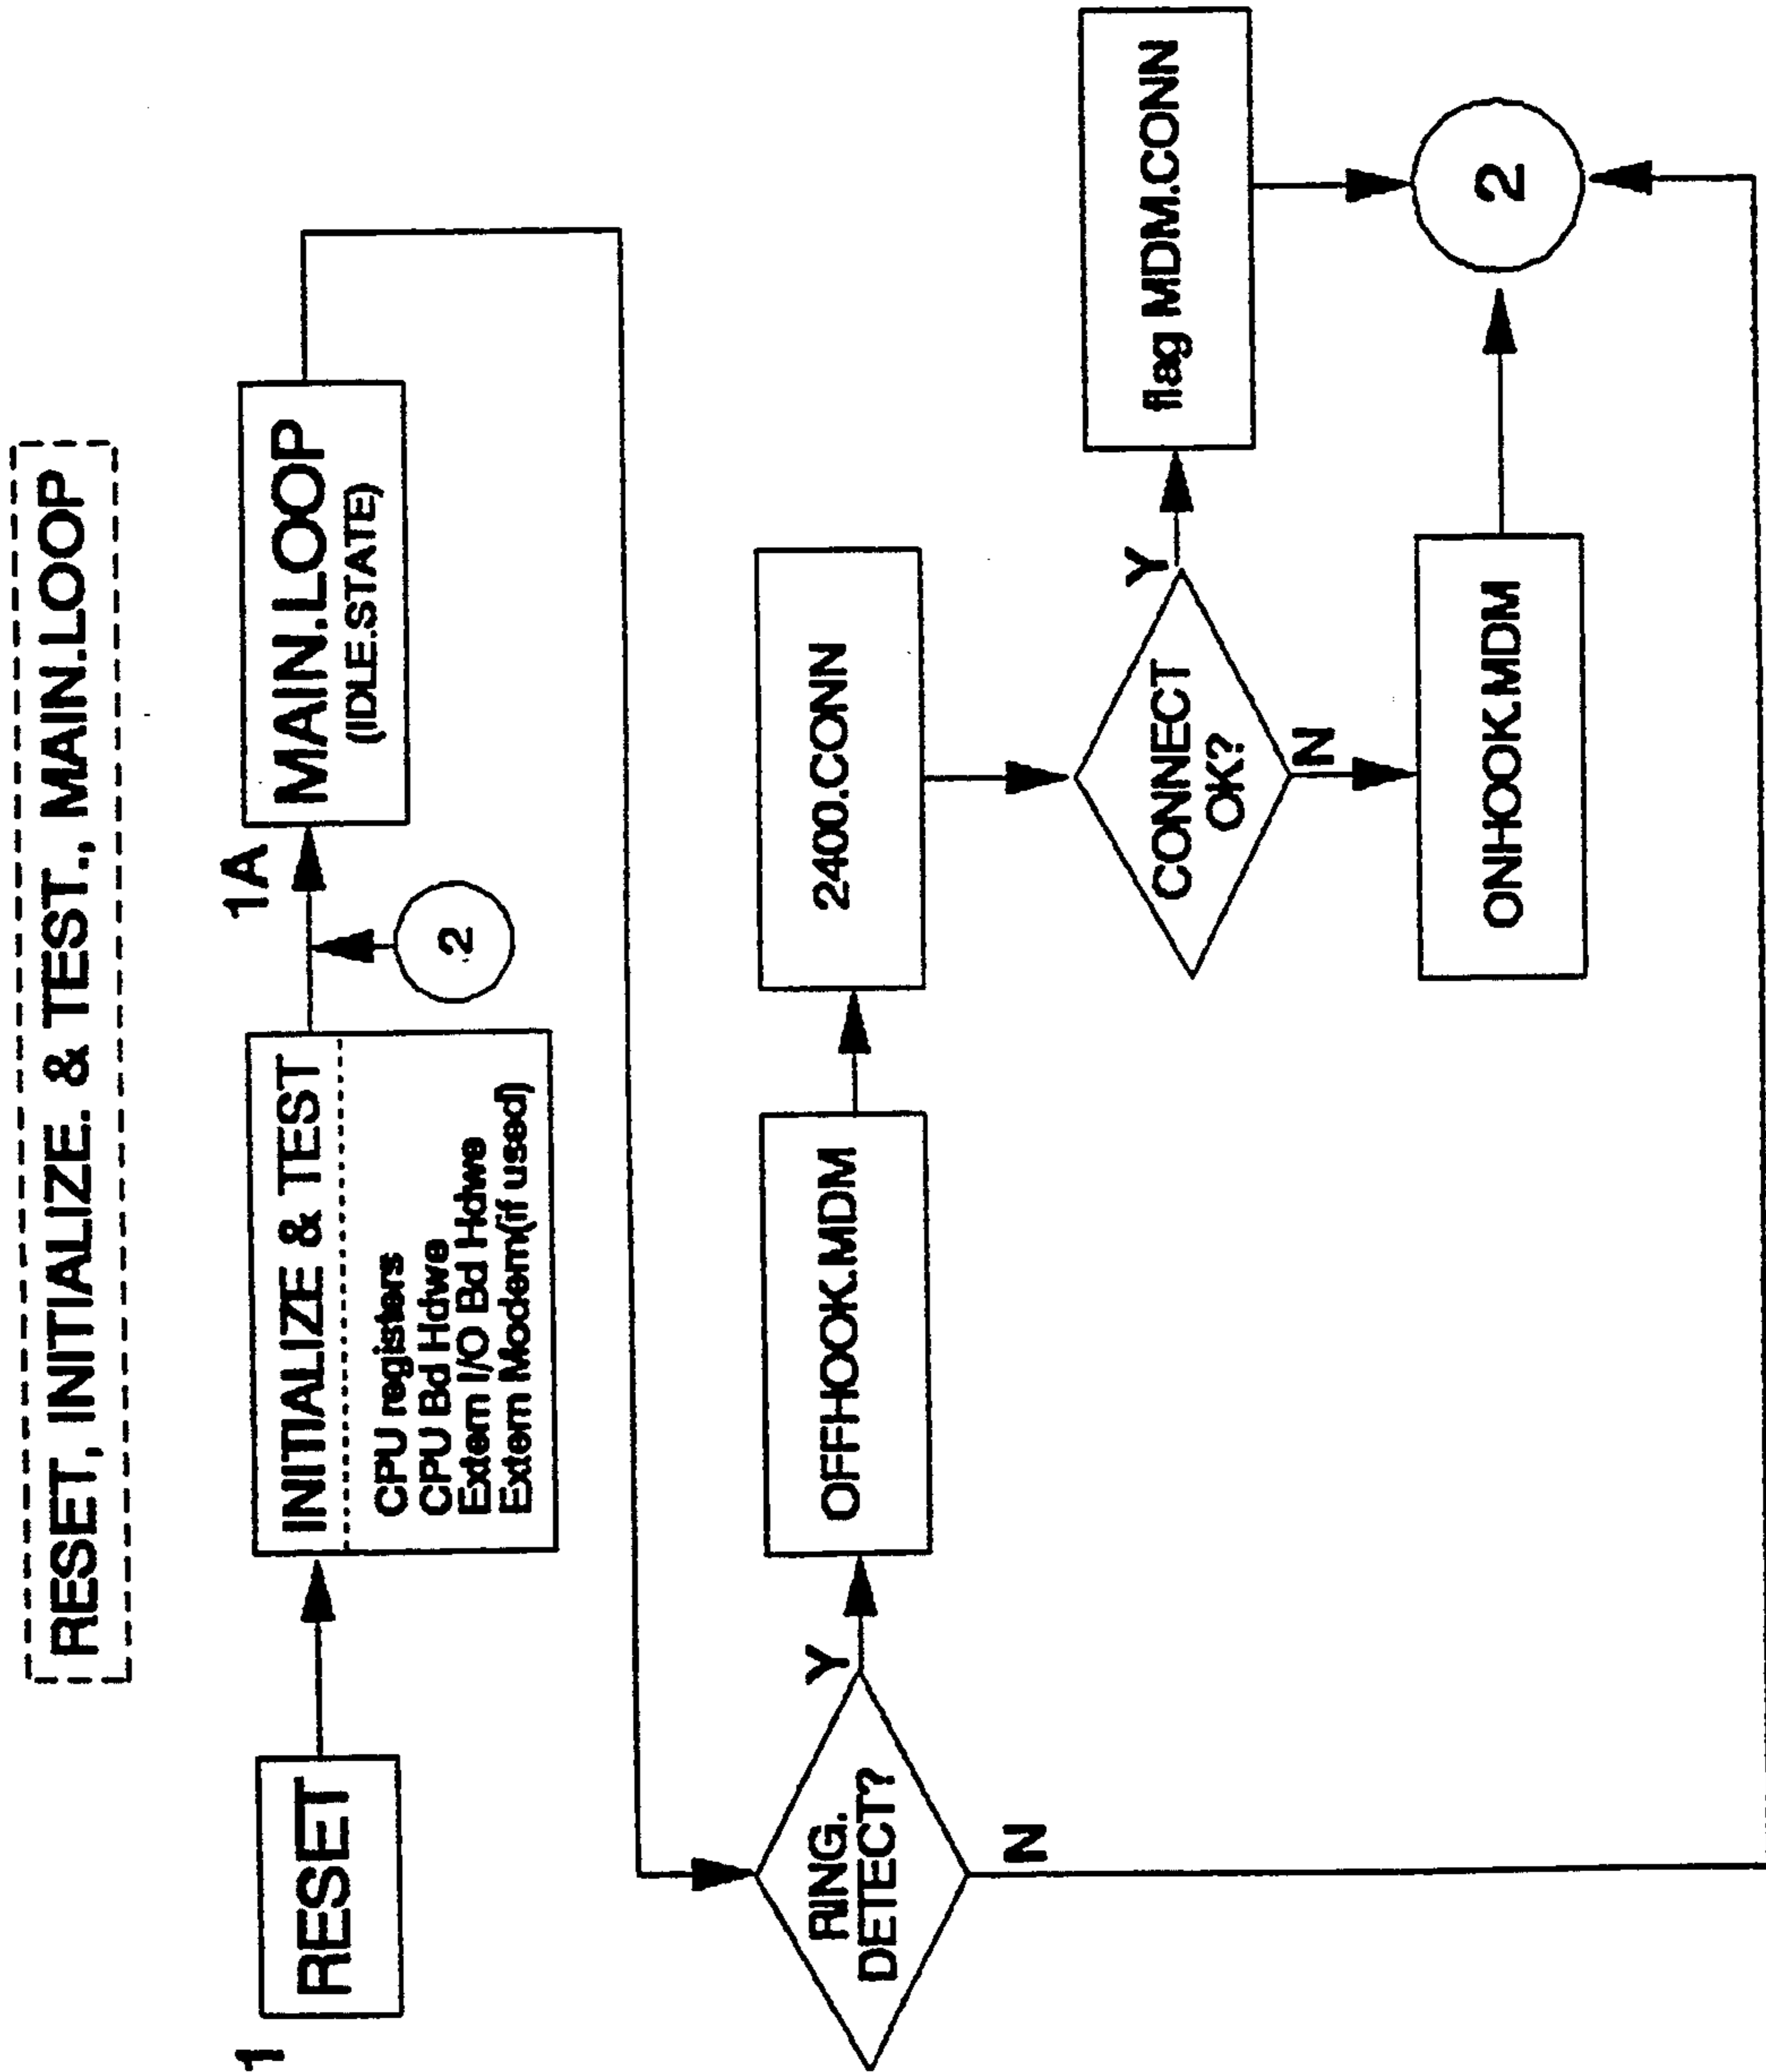 RESET, INITIALIZE. & TEST., MAIN.LOOP
1
RESET
INITIALIZE & TEST
CPU registers
CPU Bd Hdwe
Extern I/O Bd Hdwe
Extern Modem(if used)
2
1A
MAIN.LOOP
(IDLE.STATE)
RING.
DETECT?
Y
N
OFFHOOK.MDM
2400.CONN
CONNECT
OK?
Y
N
flag MDM.CONN
ONHOOK.MDM
2